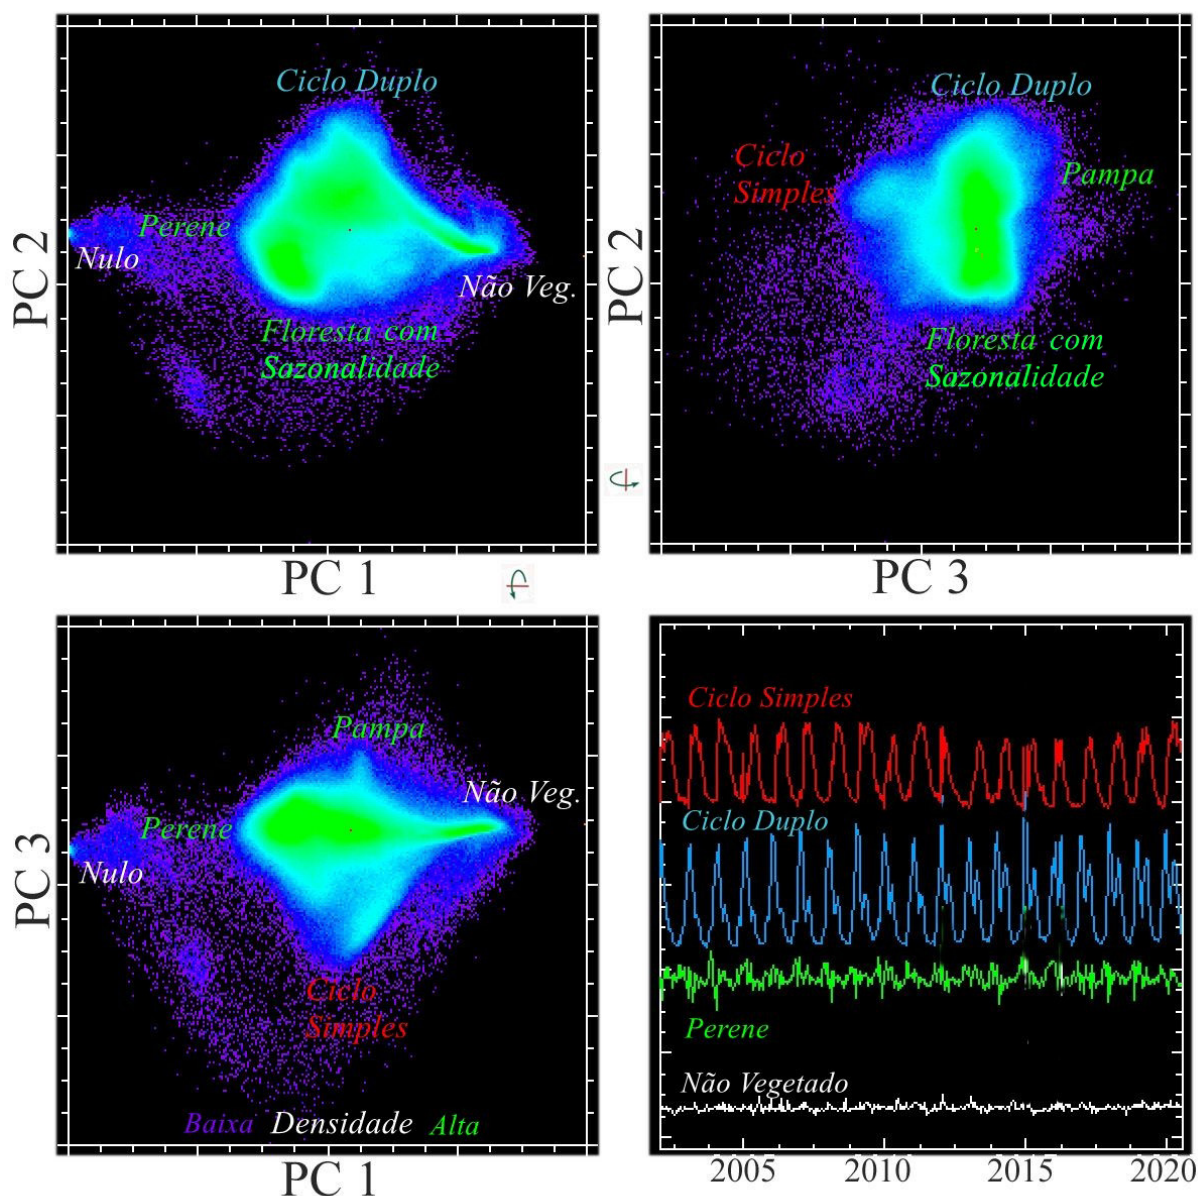 Ciclo Duplo
Perene
Nulo
Não Veg.
Floresta com
Sazonalidade
PC 2
PC 1
Ciclo Duplo
Ciclo
Simples
Pampa
Floresta com
Sazonalidade
PC 2
PC 3
Pampa
Não Veg.
Perene
Nulo
Ciclo
Simples
Baixa Densidade Alta
PC 3
PC 1
Ciclo Simples
Ciclo Duplo
Perene
Não Vegetado
2005 2010 2015 2020